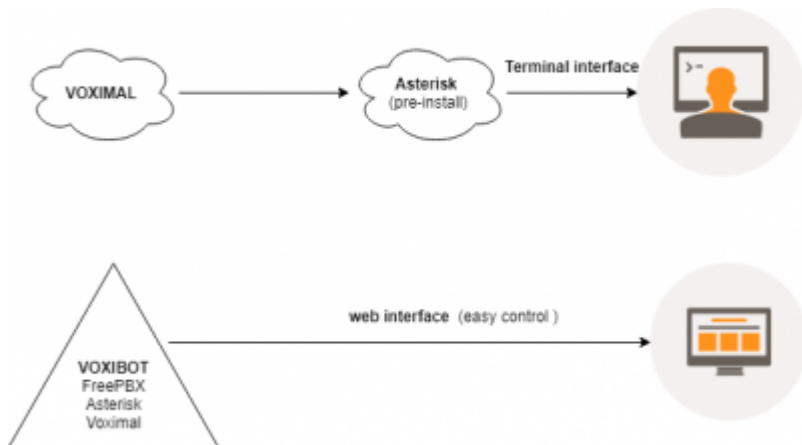 VOXIMAL
Asterisk
(pre-install)
Terminal interface
>-
web interface (easy control )
VOXIBOT
FreePBX
Asterisk
Voximal